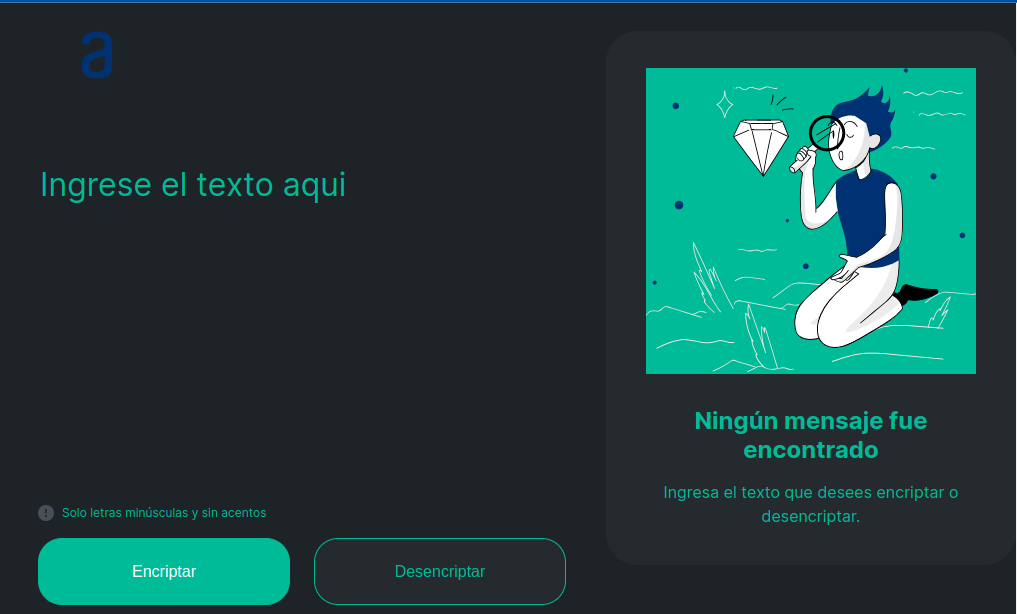 a
Ingrese el texto aqui
Solo letras minúsculas y sin acentos
Encriptar
Desencriptar
Ningún mensaje fue
encontrado
Ingresa el texto que desees encriptar o
desencriptar.